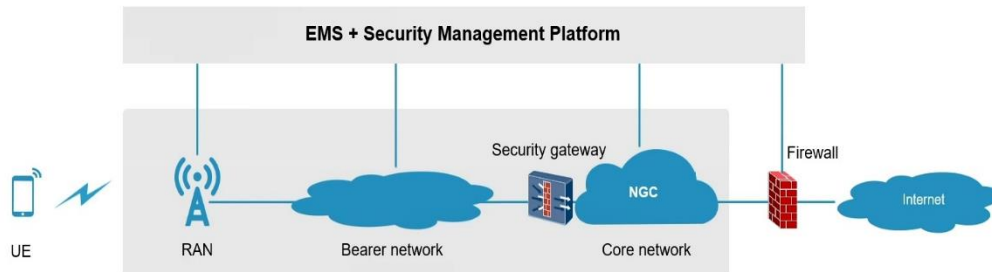 EMS + Security Management Platform
Security gateway
Firewall
NGC
Internet
UE
RAN
Bearer network
Core network